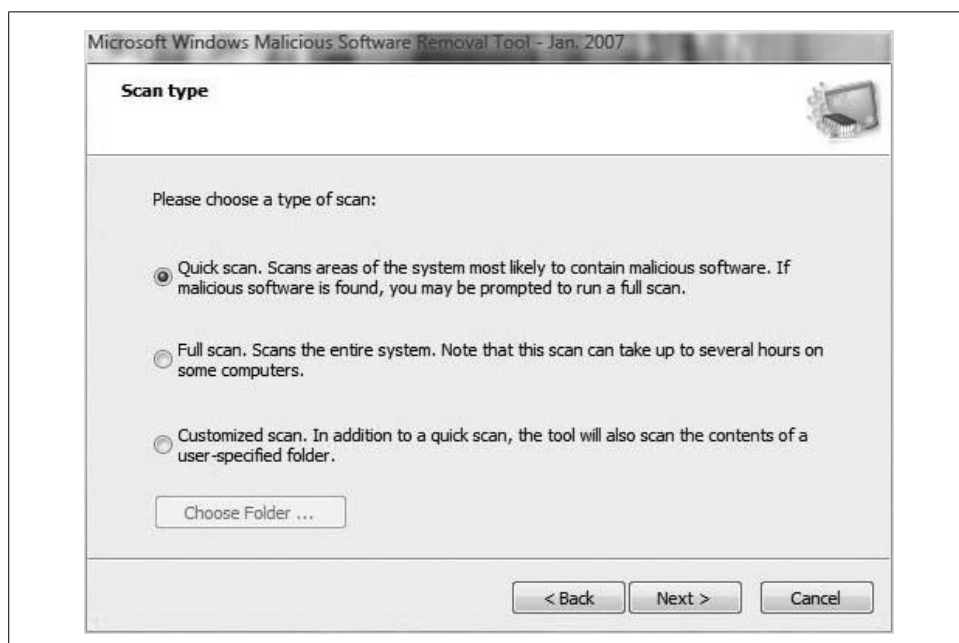 Microsoft Windows Malicious Software Removal Tool - Jan. 2007
Scan type
Please choose a type of scan:
Quick scan. Scans areas of the system most likely to contain malicious software. If
malicious software is found, you may be prompted to run a full scan.
Full scan. Scans the entire system. Note that this scan can take up to several hours on
some computers.
Customized scan. In addition to a quick scan, the tool will also scan the contents of a
user-specified folder.
Choose Folder ...
< Back
Next >
Cancel